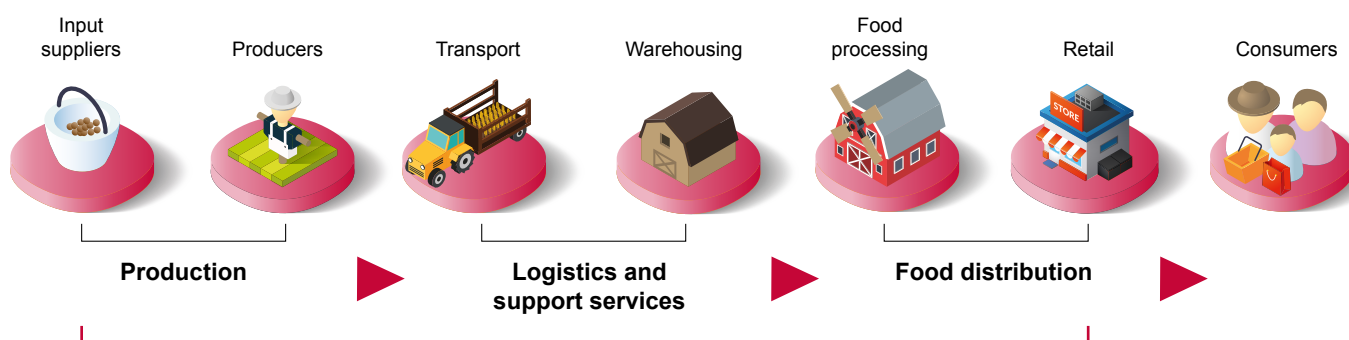 Input
suppliers
Producers
Transport
Warehousing
Food
processing
Retail
Consumers
STORE
Production
Logistics and
support services
Food distribution